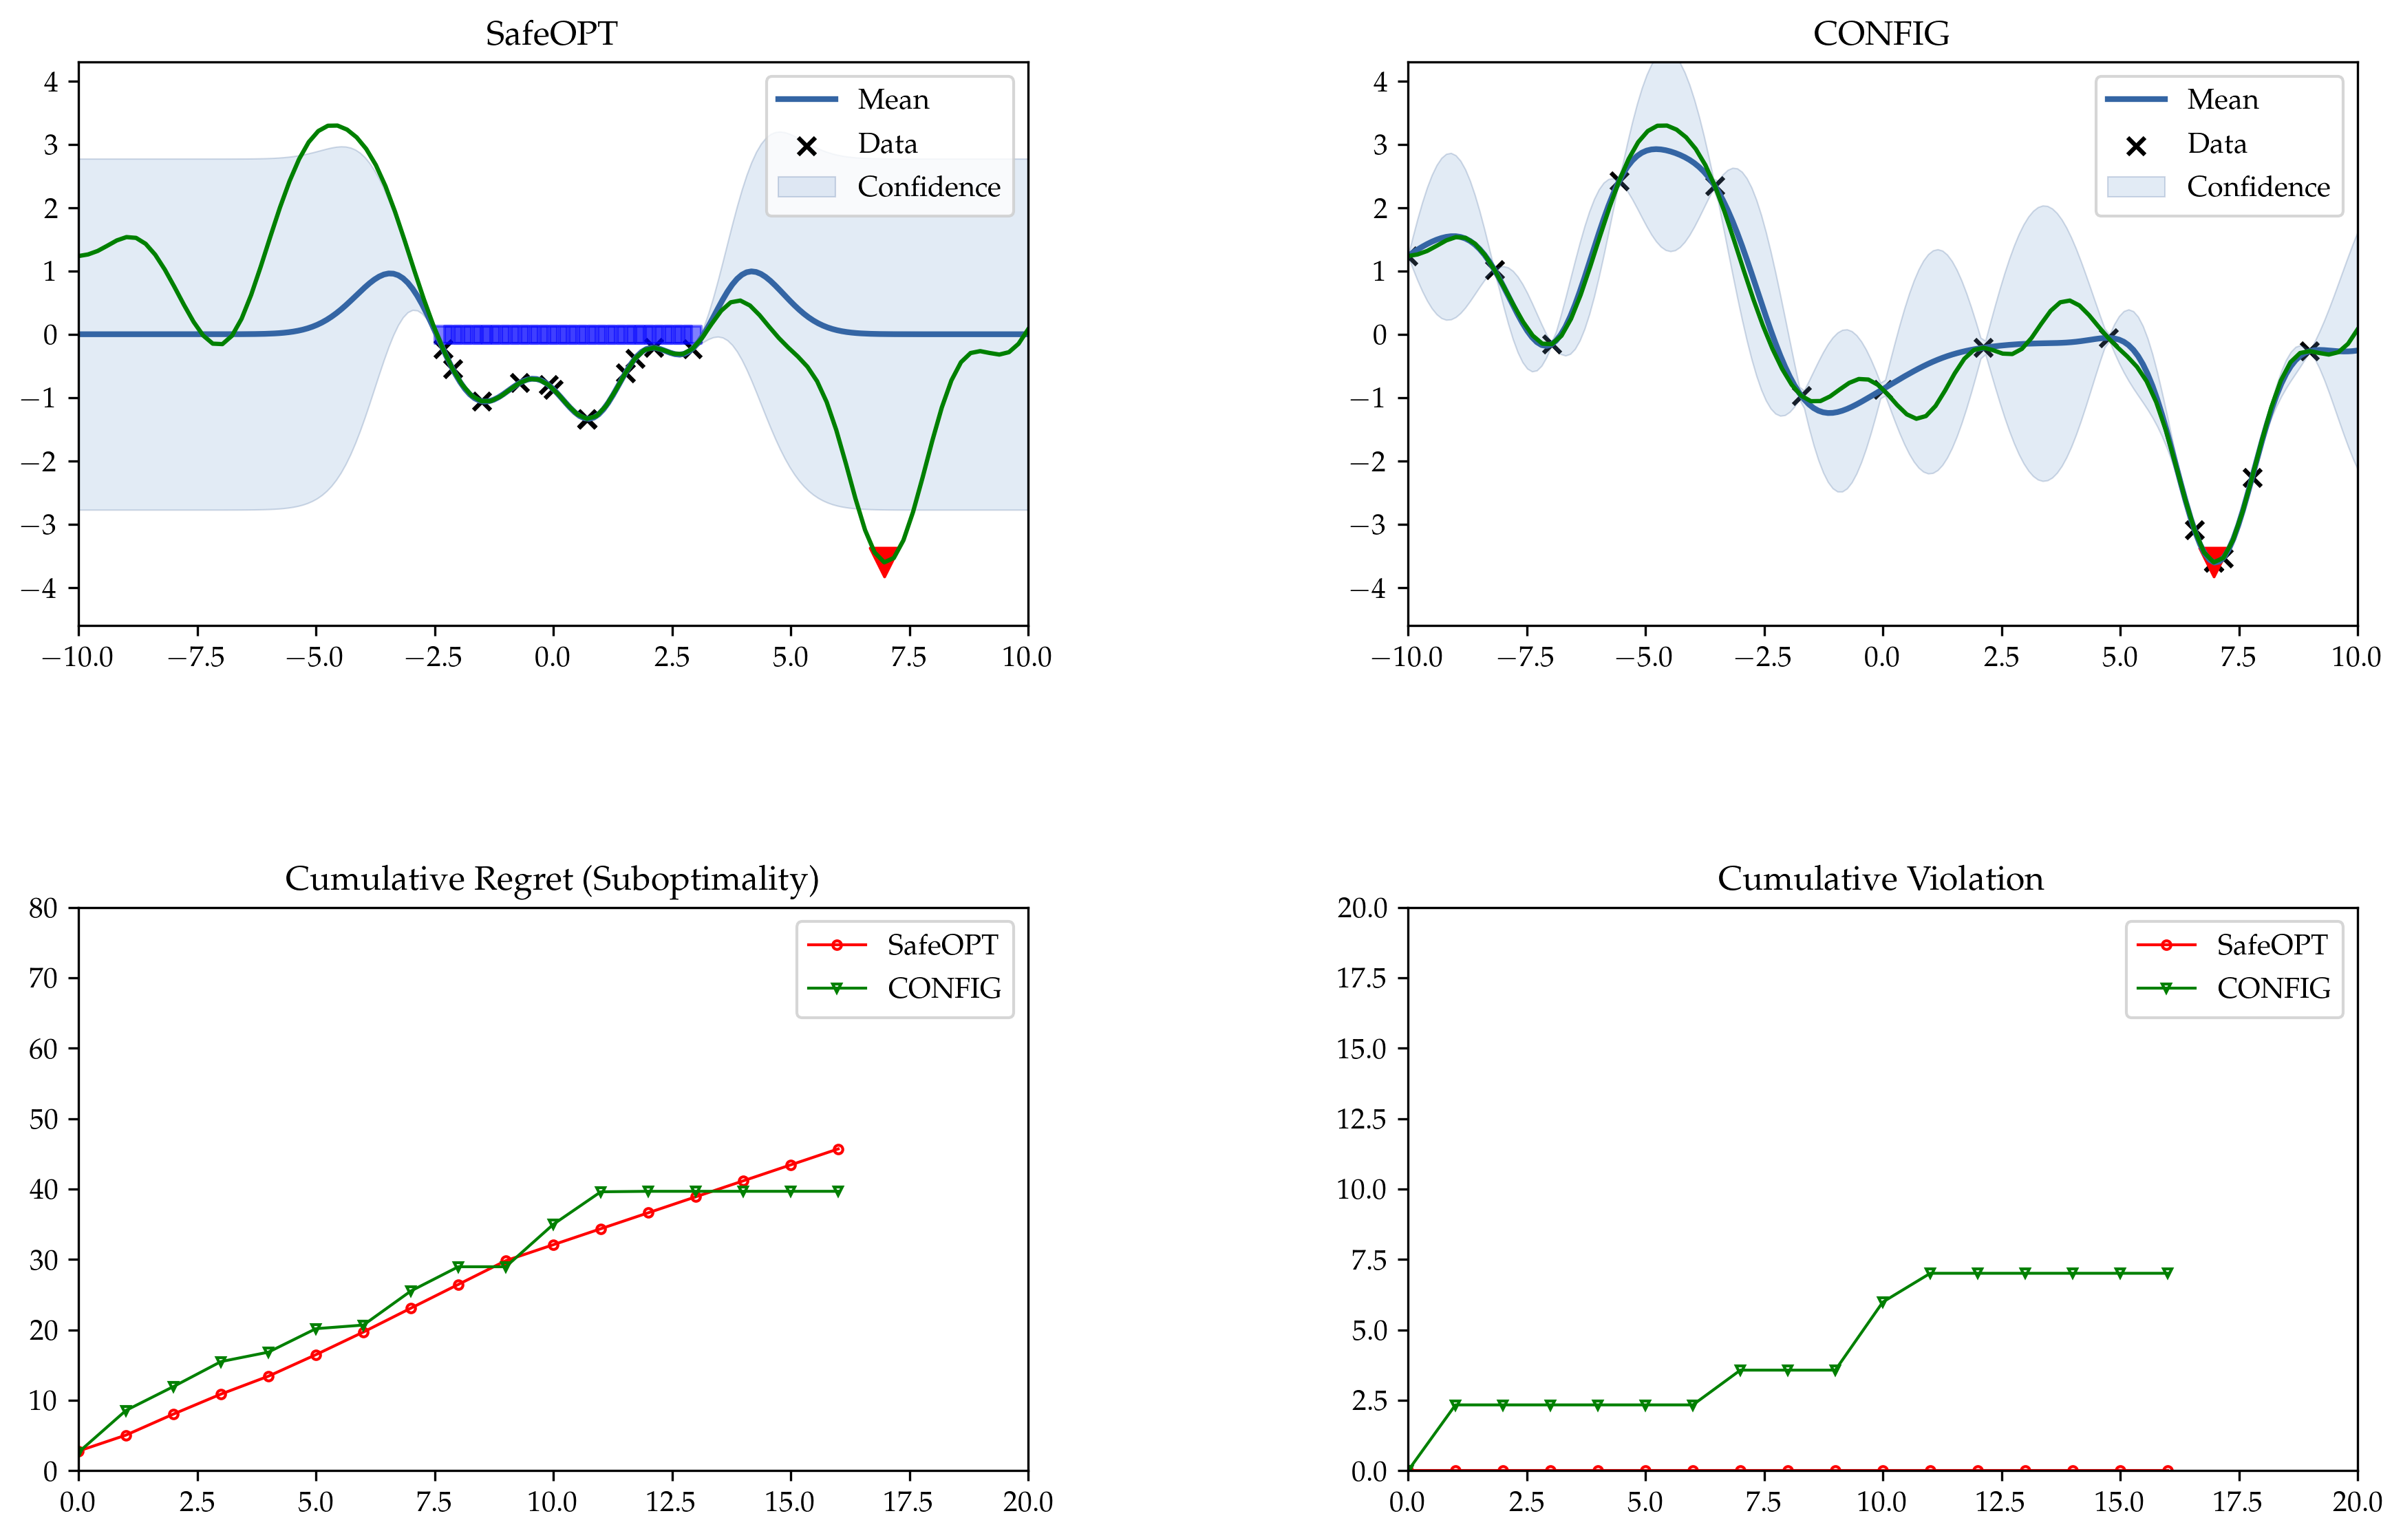 SafeOPT
4
3
2
1
0
−1
−2
−3
−4
Mean
Data
Confidence
−10.0 −7.5 −5.0 −2.5 0.0 2.5 5.0 7.5 10.0
CONFIG
4
3
2
1
0
−1
−2
−3
−4
Mean
Data
Confidence
−10.0 −7.5 −5.0 −2.5 0.0 2.5 5.0 7.5 10.0
Cumulative Regret (Suboptimality)
80
70
60
50
40
30
20
10
0
SafeOPT
CONFIG
0.0 2.5 5.0 7.5 10.0 12.5 15.0 17.5 20.0
Cumulative Violation
20.0
17.5
15.0
12.5
10.0
7.5
5.0
2.5
0.0
SafeOPT
CONFIG
0.0 2.5 5.0 7.5 10.0 12.5 15.0 17.5 20.0